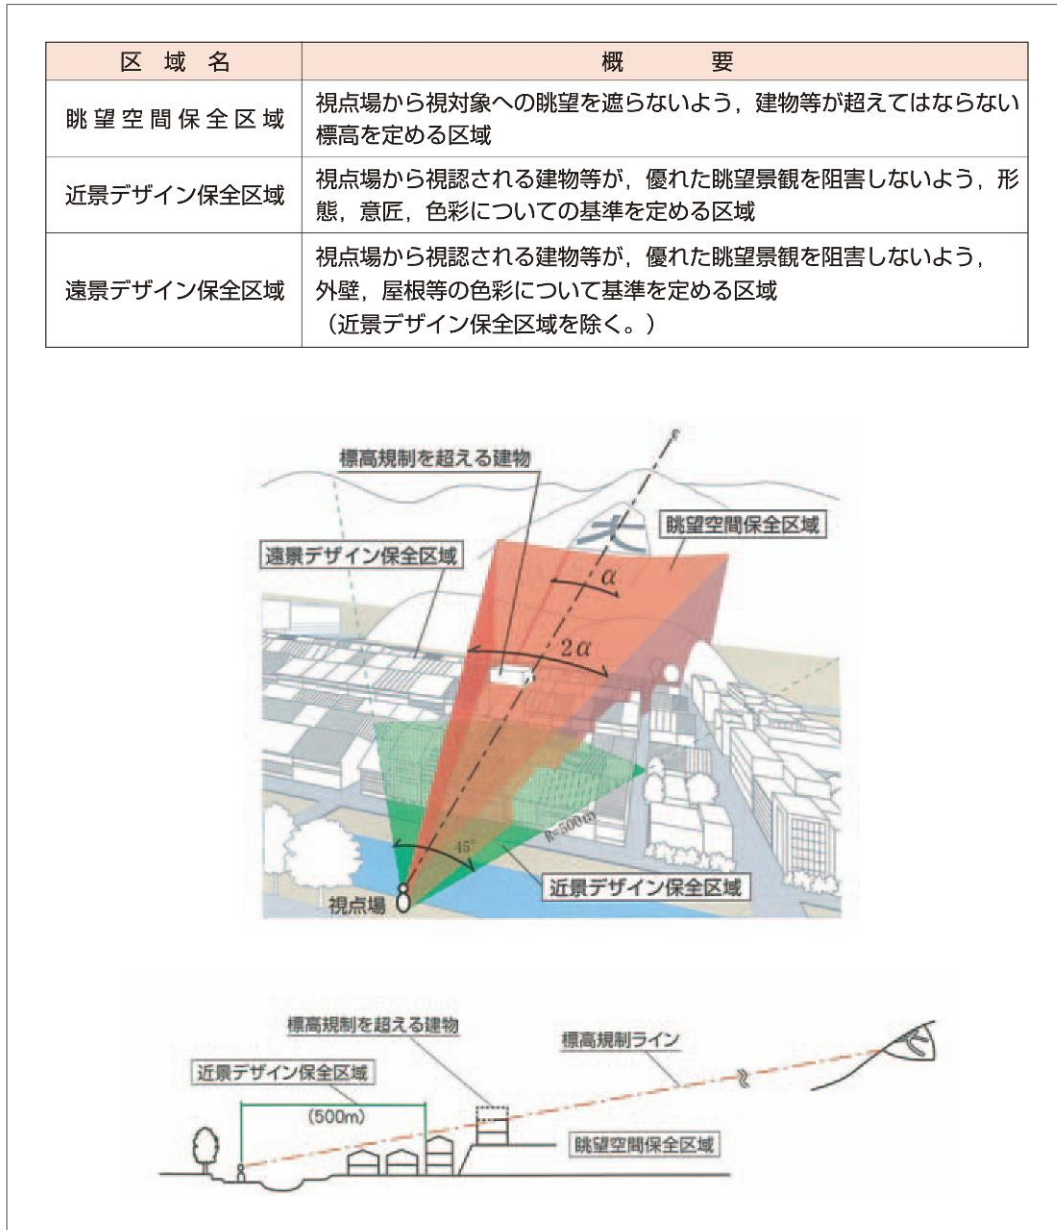 区域名
概要
眺望空間保全区域
視点場から視対象への眺望を遮らないよう，建物等が超えてはならない
標高を定める区域
近景デザイン保全区域
視点場から視認される建物等が，優れた眺望景観を阻害しないよう，形
態，意匠，色彩についての基準を定める区域
遠景デザイン保全区域
視点場から視認される建物等が，優れた眺望景観を阻害しないよう，
外壁，屋根等の色彩について基準を定める区域
（近景デザイン保全区域を除く。）
標高規制を超える建物
大
眺望空間保全区域
遠景デザイン保全区域
α
2α
R=500m
45°
近景デザイン保全区域
視点場
標高規制を超える建物
標高規制ライン
近景デザイン保全区域
(500m)
眺望空間保全区域